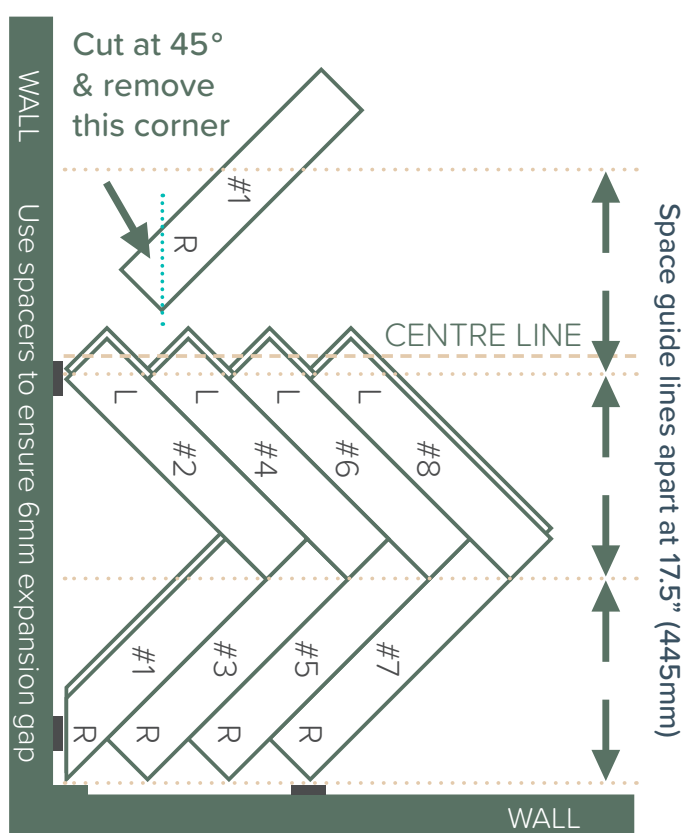 Cut at 45°
& remove
this corner
WALL
Use spacers to ensure 6mm expansion gap
#1
R
CENTRE LINE
Space guide lines apart at 17.5" (445mm)
L
L
L
L
#2
#4
#6
#8
#1
#3
#5
#7
R
R
R
R
WALL